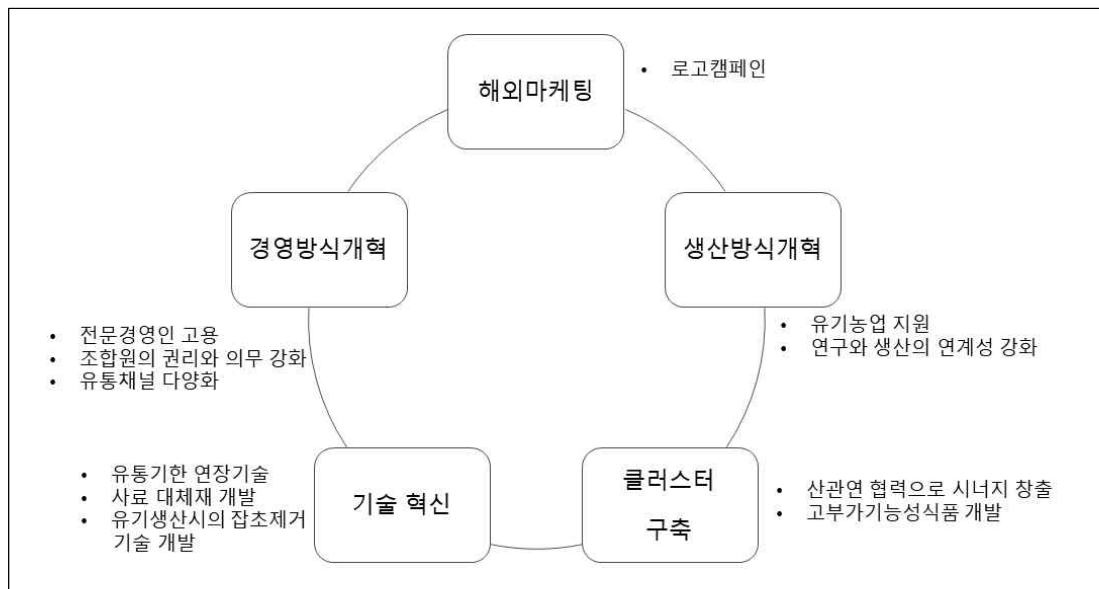 해외마케팅
• 로고캠페인
경영방식개혁
생산방식개혁
• 전문경영인 고용
• 조합원의 권리와 의무 강화
• 유통채널 다양화
• 유기농업 지원
• 연구와 생산의 연계성 강화
• 유통기한 연장기술
• 사료 대체재 개발
• 유기생산시의 잡초제거
기술 개발
기술 혁신
클러스터
구축
• 산관연 협력으로 시너지 창출
• 고부가기능성식품 개발